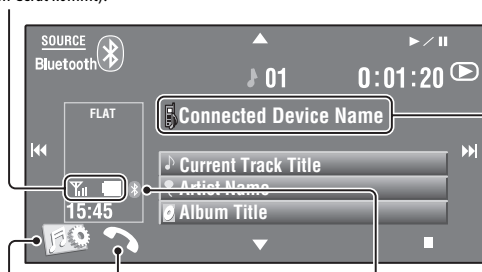 SOURCE
Bluetooth
01
0:01:20
FLAT
Connected Device Name
Current Track Title
Artist Name
Album Title
15:45